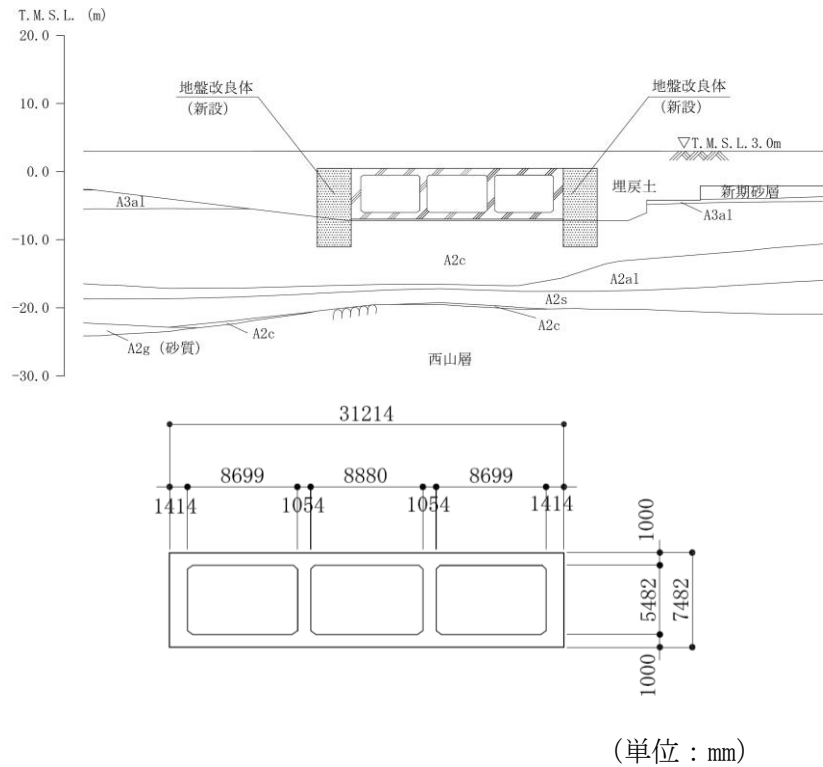 T.M.S.L. (m)
20.0
10.0
0.0
-10.0
-20.0
-30.0
地盤改良体
(新設)
地盤改良体
(新設)
▽T.M.S.L.3.0m
埋戻土
新期砂層
A3al
A3al
A2c
A2al
A2s
A2c
A2c
A2g (砂質)
西山層
31214
8699
8880
8699
1414
1054
1054
1414
1000
5482
7482
1000
(単位：mm)